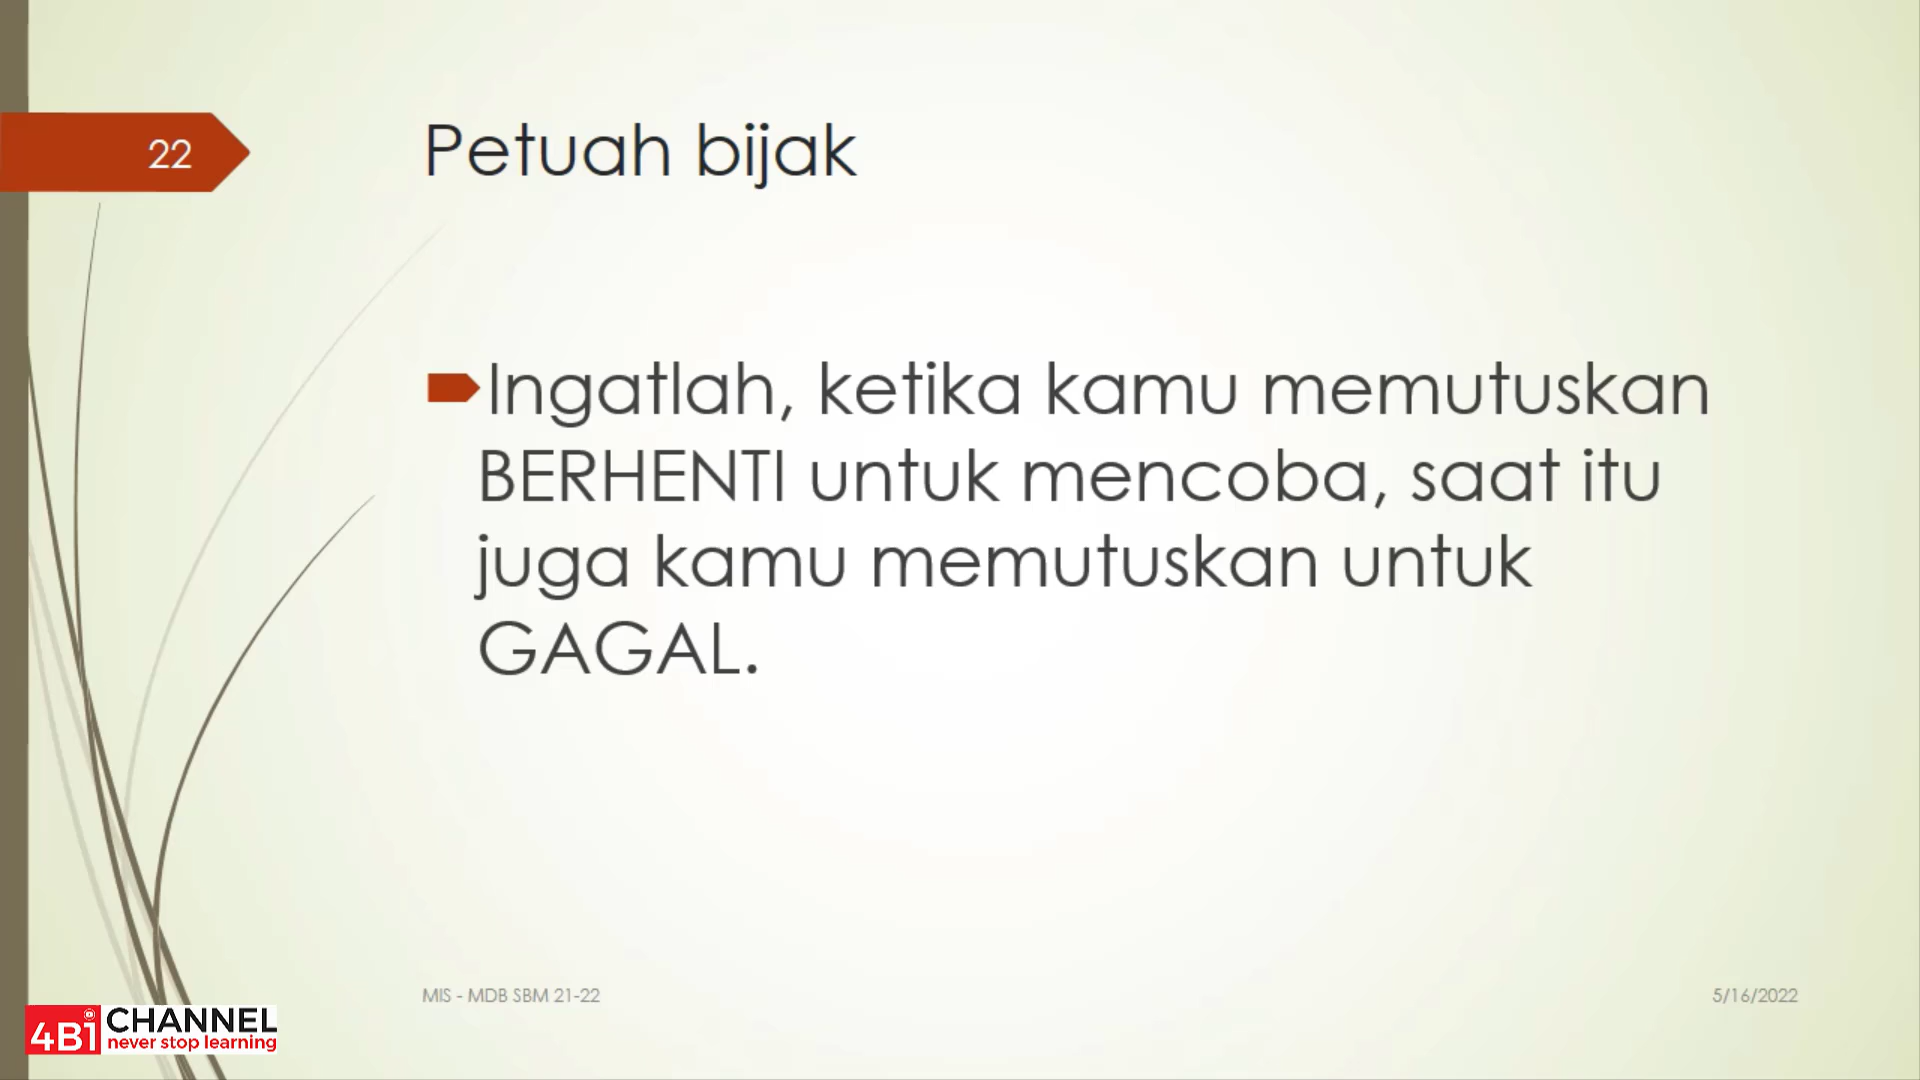 22
Petuah bijak
Ingatlah, ketika kamu memutuskan
BERHENTI untuk mencoba, saat itu
juga kamu memutuskan untuk
GAGAL.
MIS - MDB SBM 21-22
5/16/2022
4Bi CHANNEL
never stop learning